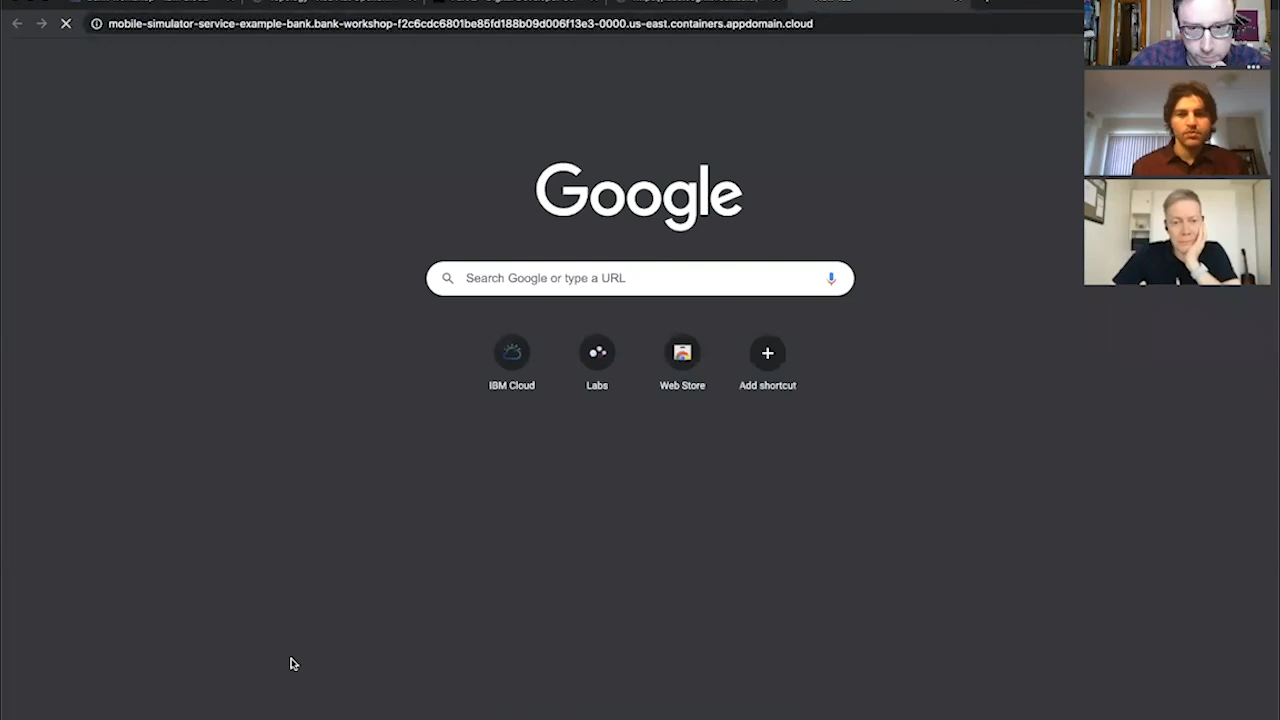 mobile-simulator-service-example-bank.bank-workshop-f2c6cdc6801be85fd188b09d006f13e3-0000.us-east.containers.appdomain.cloud
Google
Search Google or type a URL
IBM Cloud
Labs
Web Store
Add shortcut